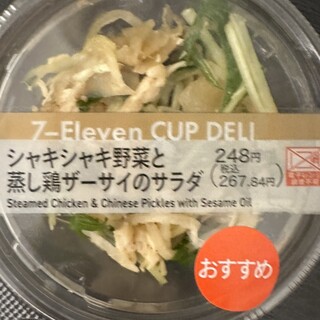 7-Eleven CUP DELI
シャキシャキ野菜と
蒸し鶏ザーサイのサラダ
248円
(税込
267.84円)
Steamed Chicken & Chinese Pickles with Sesame Oil
おすすめ